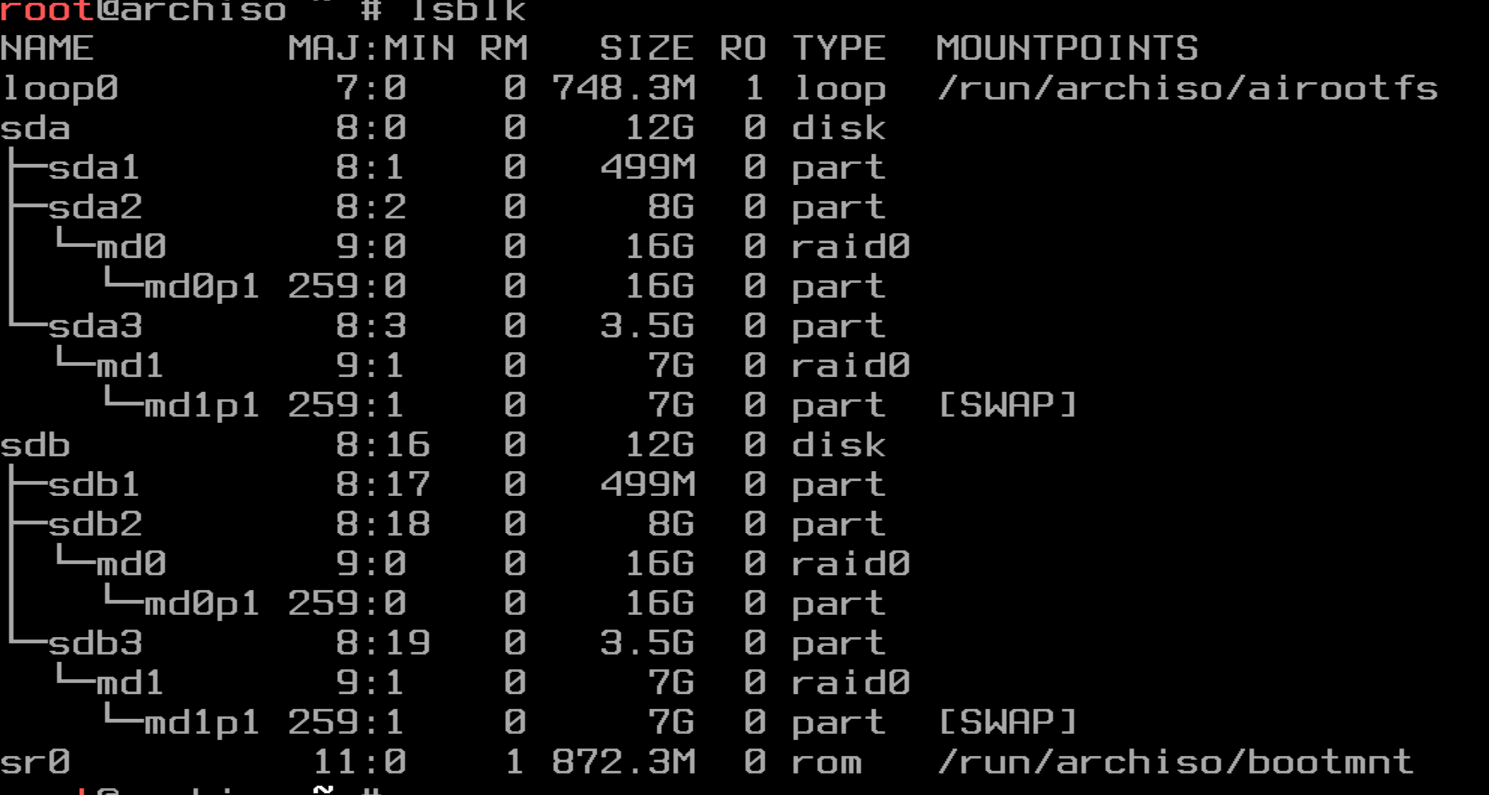 root@archiso ~ # lsblk
NAME        MAJ:MIN RM   SIZE RO TYPE  MOUNTPOINTS
loop0         7:0    0 748.3M  1 loop  /run/archiso/airootfs
sda           8:0    0    12G  0 disk
├─sda1        8:1    0   499M  0 part
├─sda2        8:2    0     8G  0 part
│ └─md0       9:0    0    16G  0 raid0
│   └─md0p1 259:0    0    16G  0 part
└─sda3        8:3    0   3.5G  0 part
  └─md1       9:1    0     7G  0 raid0
    └─md1p1 259:1    0     7G  0 part  [SWAP]
sdb           8:16   0    12G  0 disk
├─sdb1        8:17   0   499M  0 part
├─sdb2        8:18   0     8G  0 part
│ └─md0       9:0    0    16G  0 raid0
│   └─md0p1 259:0    0    16G  0 part
└─sdb3        8:19   0   3.5G  0 part
  └─md1       9:1    0     7G  0 raid0
    └─md1p1 259:1    0     7G  0 part  [SWAP]
sr0          11:0    1 872.3M  0 rom   /run/archiso/bootmnt